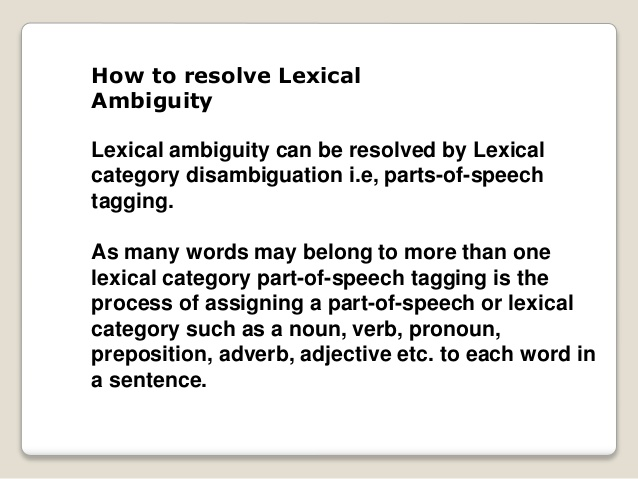 How to resolve Lexical
Ambiguity
Lexical ambiguity can be resolved by Lexical
category disambiguation i.e, parts-of-speech
tagging.
As many words may belong to more than one
lexical category part-of-speech tagging is the
process of assigning a part-of-speech or lexical
category such as a noun, verb, pronoun,
preposition, adverb, adjective etc. to each word in
a sentence.